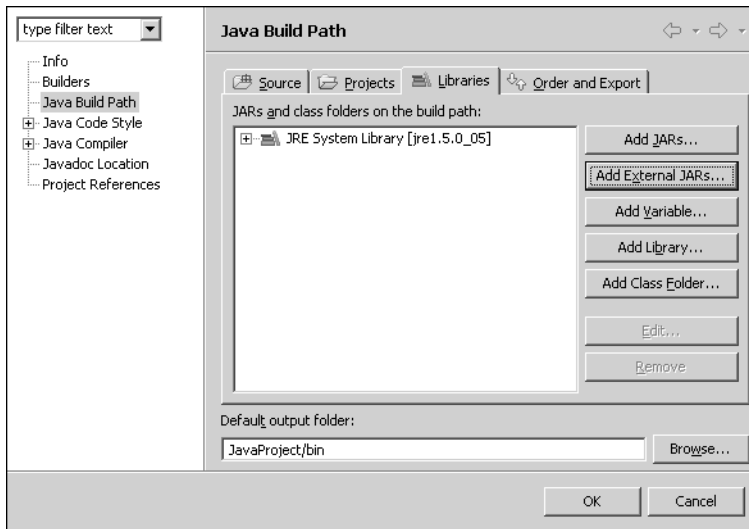 type filter text
Info
Builders
Java Build Path
Java Code Style
Java Compiler
Javadoc Location
Project References
Java Build Path
Source
Projects
Libraries
Order and Export
JARs and class folders on the build path:
JRE System Library [jre1.5.0_05]
Add JARs...
Add External JARs...
Add Variable...
Add Library...
Add Class Folder...
Edit...
Remove
Default output folder:
JavaProject/bin
Browse...
OK
Cancel